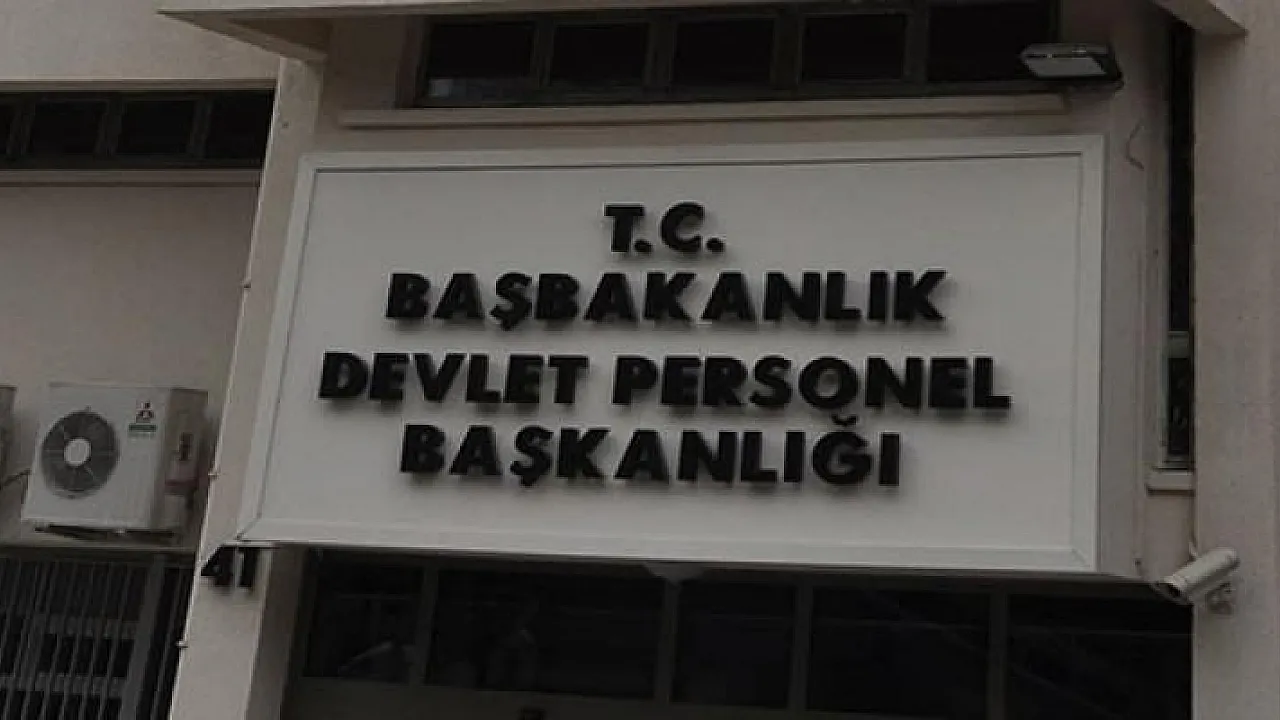 T.C.
BAŞBAKANLIK
DEVLET PERSONEL
BAŞKANLIĞI
41